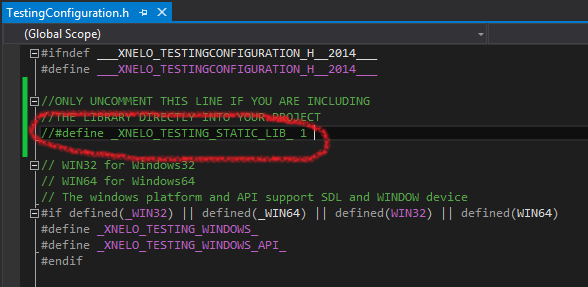 TestingConfiguration.h
(Global Scope)
#ifndef ___XNELO_TESTINGCONFIGURATION_H__2014___
#define ___XNELO_TESTINGCONFIGURATION_H__2014___
//ONLY UNCOMMENT THIS LINE IF YOU ARE INCLUDING
//THE LIBRARY DIRECTLY INTO YOUR PROJECT
//#define _XNELO_TESTING_STATIC_LIB_ 1
// WIN32 for Windows32
// WIN64 for Windows64
// The windows platform and API support SDL and WINDOW device
#if defined(_WIN32) || defined(_WIN64) || defined(WIN32) || defined(WIN64)
#define _XNELO_TESTING_WINDOWS_
#define _XNELO_TESTING_WINDOWS_API_
#endif